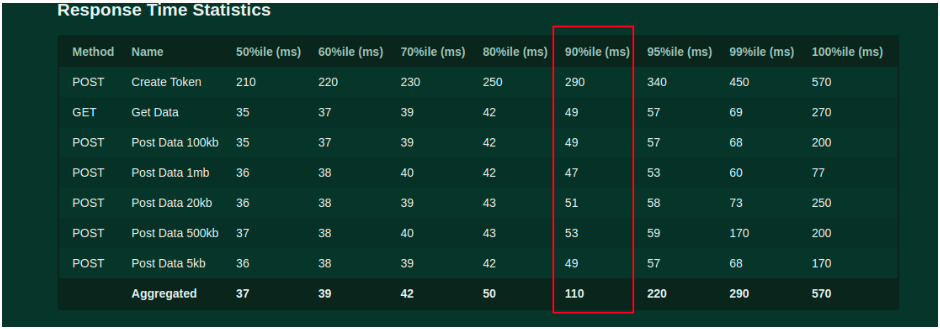 Response Time Statistics
Method Name 50%ile (ms) 60%ile (ms) 70%ile (ms) 80%ile (ms) 90%ile (ms) 95%ile (ms) 99%ile (ms) 100%ile (ms)
POST Create Token 210 220 230 250 290 340 450 570
GET Get Data 35 37 39 42 49 57 69 270
POST Post Data 100kb 35 37 39 42 49 57 68 200
POST Post Data 1mb 36 38 40 42 47 53 60 77
POST Post Data 20kb 36 38 39 43 51 58 73 250
POST Post Data 500kb 37 38 40 43 53 59 170 200
POST Post Data 5kb 36 38 39 42 49 57 68 170
Aggregated 37 39 42 50 110 220 290 570